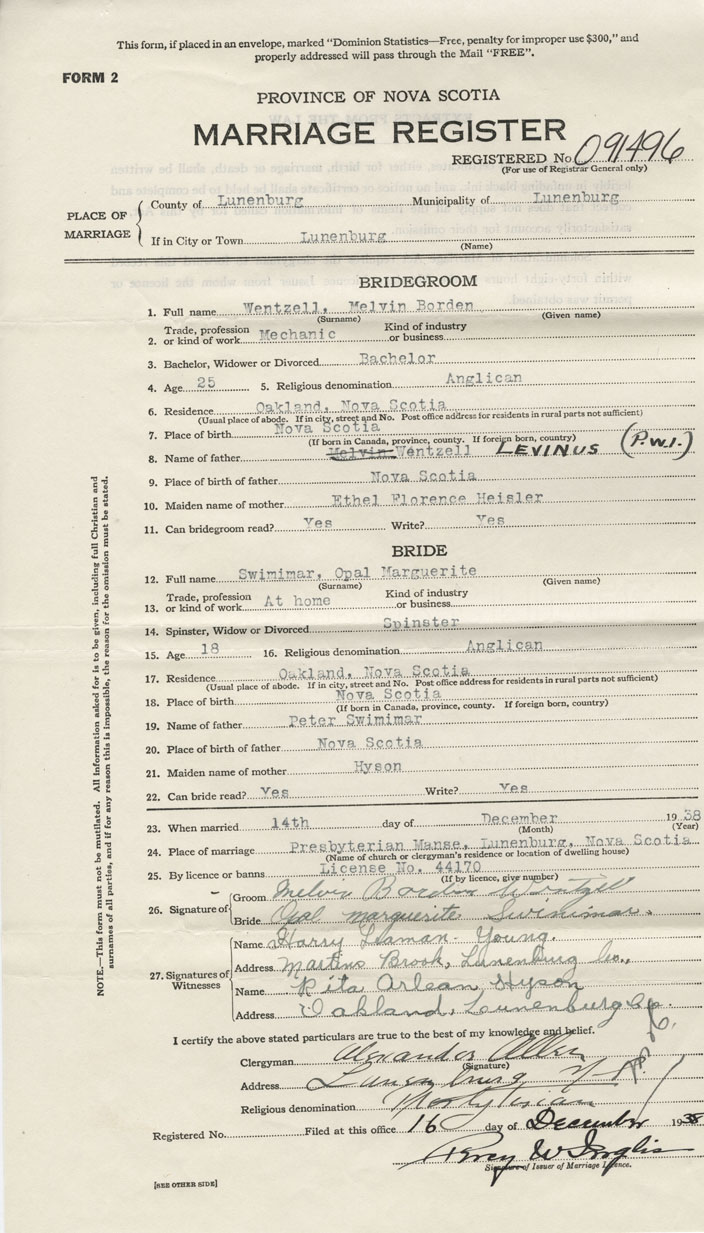 This form, if placed in an envelope, marked "Dominion Statistics—Free, penalty for improper use $300," and
properly addressed will pass through the Mail "FREE".
FORM 2
PROVINCE OF NOVA SCOTIA
MARRIAGE REGISTER
REGISTERED No. 091496
(For use of Registrar General only)
PLACE OF MARRIAGE
County of Lunenburg Municipality of Lunenburg
If in City or Town Lunenburg
(Name)
BRIDEGROOM
1. Full name Wentzell, Melvin Borden
(Surname) (Given name)
2. Trade, profession or kind of work Mechanic Kind of industry or business
3. Bachelor, Widower or Divorced Bachelor
4. Age 25 5. Religious denomination Anglican
6. Residence Oakland, Nova Scotia
(Usual place of abode. If in city, street and No. Post office address for residents in rural parts not sufficient)
7. Place of birth Nova Scotia
(If born in Canada, province, county. If foreign born, country)
8. Name of father Melvin Wentzell LEVINUS (P.W.I.)
9. Place of birth of father Nova Scotia
10. Maiden name of mother Ethel Florence Heisler
11. Can bridegroom read? Yes Write? Yes
BRIDE
12. Full name Swimimar, Opal Marguerite
(Surname) (Given name)
13. Trade, profession or kind of work At home Kind of industry or business
14. Spinster, Widow or Divorced Spinster
15. Age 18 16. Religious denomination Anglican
17. Residence Oakland, Nova Scotia
(Usual place of abode. If in city, street and No. Post office address for residents in rural parts not sufficient)
18. Place of birth Nova Scotia
(If born in Canada, province, county. If foreign born, country)
19. Name of father Peter Swimimar
20. Place of birth of father Nova Scotia
21. Maiden name of mother Hyson
22. Can bride read? Yes Write? Yes
23. When married 14th day of December 1938
(Month) (Year)
24. Place of marriage Presbyterian Manse, Lunenburg, Nova Scotia
(Name of church or clergyman's residence or location of dwelling house)
25. By licence or banns License No. 44170
(If by licence, give number)
26. Signature of Groom Melvin Borden Wentzell
Bride Opal Marguerite Swinimar.
27. Signatures of Witnesses
Name Harry Young.
Address Martins Brook, Lunenburg Co.,
Name Rita Arlean Hyson
Address Oakland, Lunenburg Co.
I certify the above stated particulars are true to the best of my knowledge and belief.
Clergyman Alexander Allen
(Signature)
Address Lunenburg N.S.
Religious denomination Presbyterian
Registered No. Filed at this office 16 day of December 1938
Percy W Inglis
Signature of Issuer of Marriage Licence.
[SEE OTHER SIDE]
NOTE.—This form must not be mutilated. All information asked for is to be given, including full Christian and
surnames of all parties, and if for any reason this is impossible, the reason for the omission must be stated.